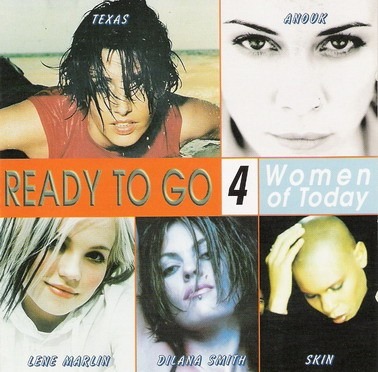 TEXAS
ANOUK
READY TO GO 4
Women
of Today
LENE MARLIN
DILANA SMITH
SKIN